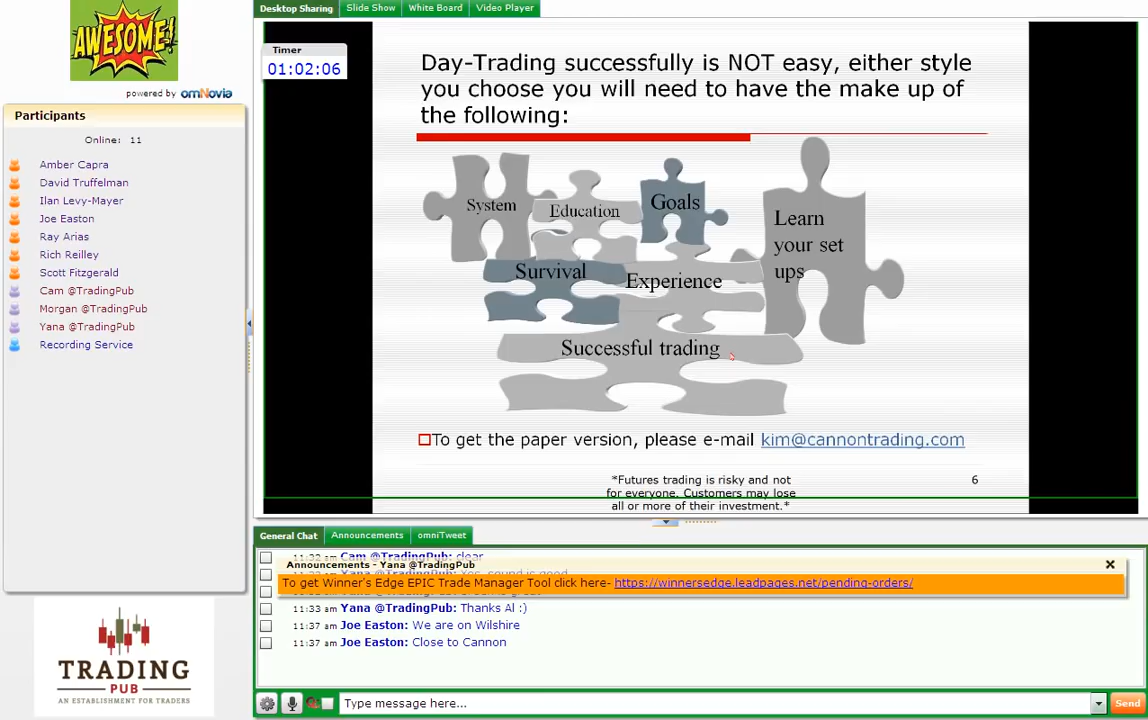 AWESOME!
powered by omNovia
Participants
Online: 11
Amber Capra
David Truffelman
Ilan Levy-Mayer
Joe Easton
Ray Arias
Rich Reilley
Scott Fitzgerald
Cam @TradingPub
Morgan @TradingPub
Yana @TradingPub
Recording Service
TRADING
PUB
AN ESTABLISHMENT FOR TRADERS
Desktop Sharing
Slide Show
White Board
Video Player
Timer
01:02:06
Day-Trading successfully is NOT easy, either style
you choose you will need to have the make up of
the following:
System
Education
Goals
Learn
your set
ups
Survival
Experience
Successful trading
To get the paper version, please e-mail kim@cannontrading.com
*Futures trading is risky and not
for everyone. Customers may lose
all or more of their investment.*
6
General Chat
Announcements
omniTweet
11:32 am Cam @TradingPub: clear
Announcements - Yana @TradingPub
To get Winner's Edge EPIC Trade Manager Tool click here- https://winnersedge.leadpages.net/pending-orders/
11:33 am Yana @TradingPub: Thanks Al :)
11:37 am Joe Easton: We are on Wilshire
11:37 am Joe Easton: Close to Cannon
Type message here...
Send